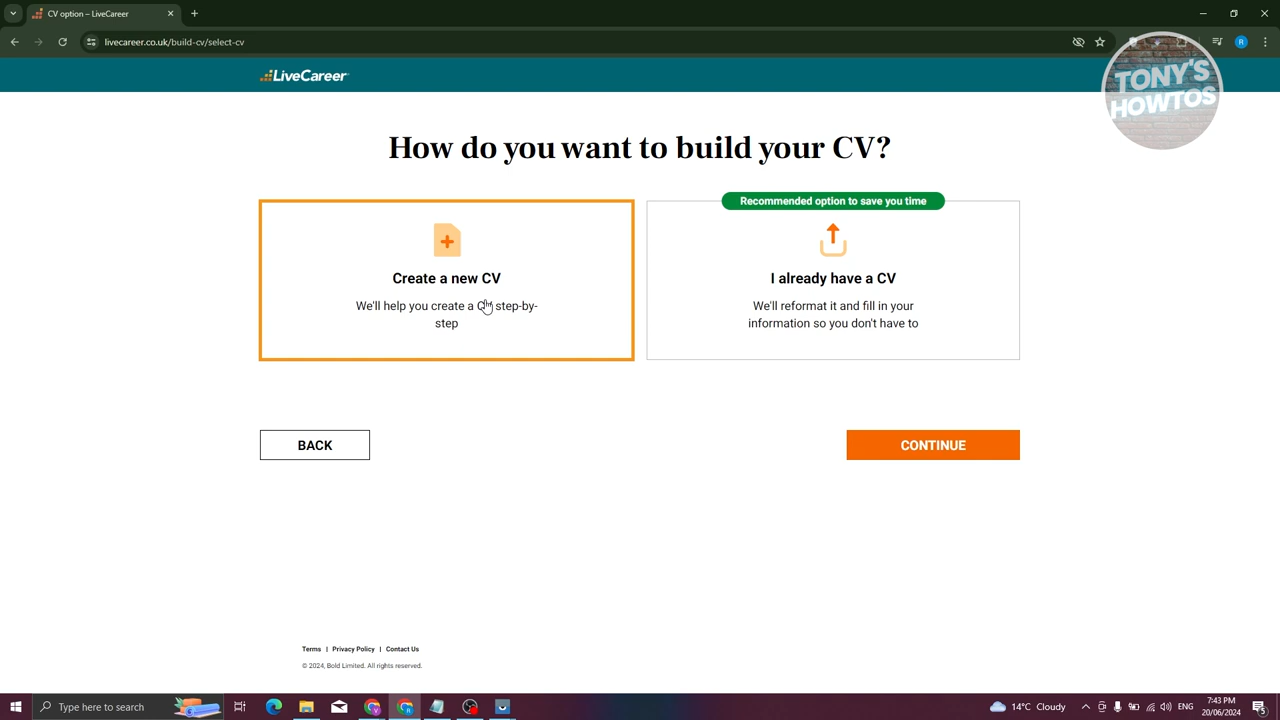 CV option – LiveCareer
livecareer.co.uk/build-cv/select-cv
R
LiveCareer
TONY'S
HOWTOS
How do you want to build your CV?
Create a new CV
We'll help you create a step-by-
step
Recommended option to save you time
I already have a CV
We'll reformat it and fill in your
information so you don't have to
BACK
CONTINUE
Terms | Privacy Policy | Contact Us
© 2024, Bold Limited. All rights reserved.
Type here to search
14°C Cloudy
ENG
7:43 PM
20/06/2024